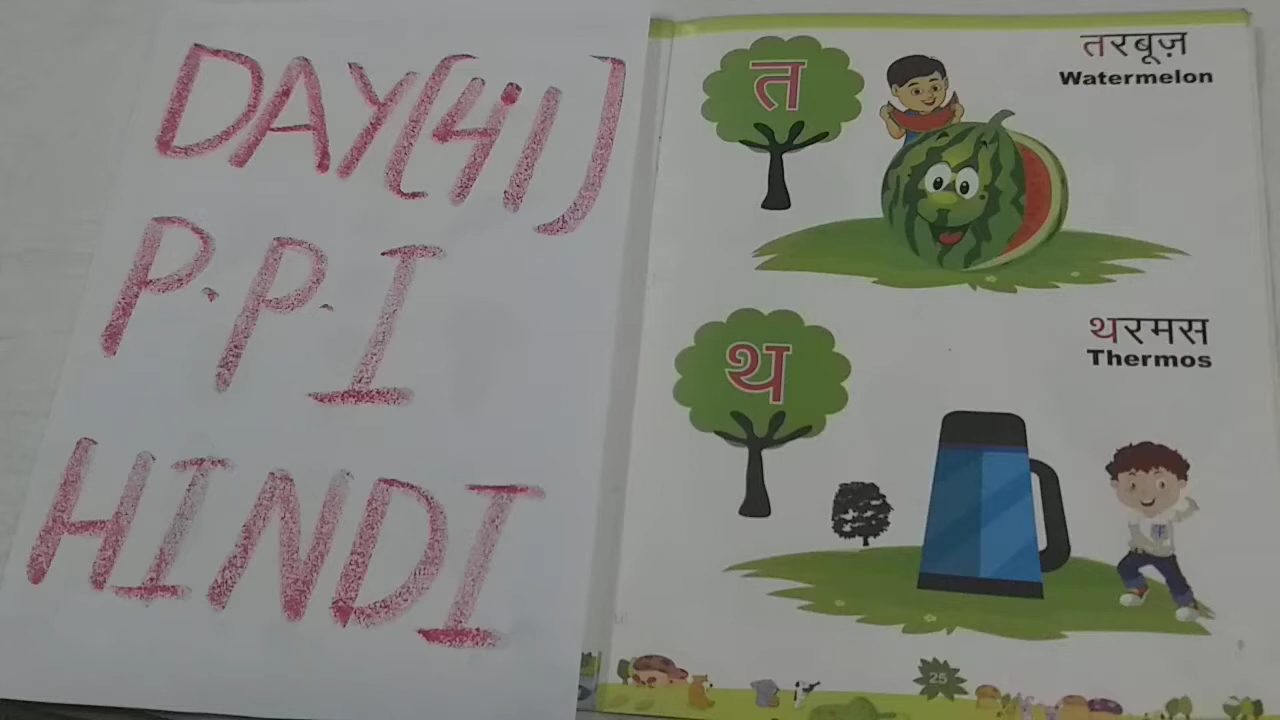 DAY(41)
P.P.I
HINDI
त
तरबूज़
Watermelon
थ
थरमस
Thermos
25